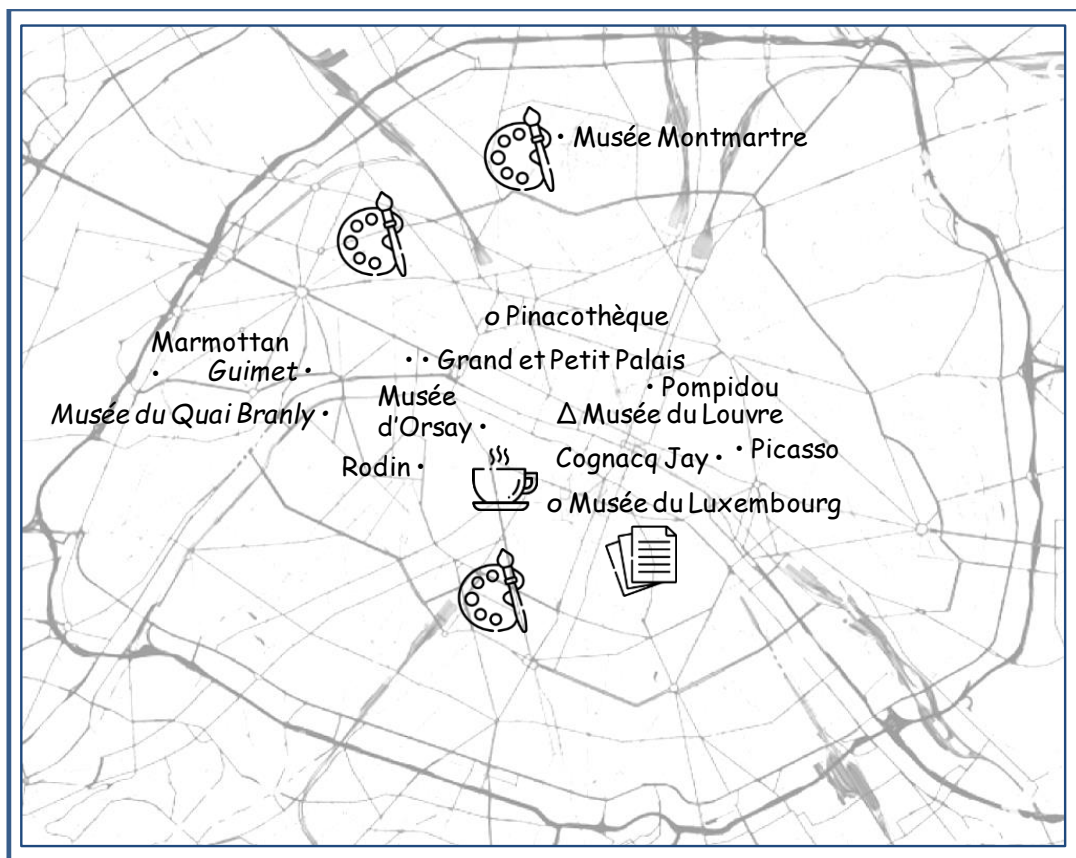 • Musée Montmartre
o Pinacothèque
Marmottan
•
Guimet •
• • Grand et Petit Palais
• Pompidou
Musée du Quai Branly •
Musée
d'Orsay •
Δ Musée du Louvre
Rodin •
Cognacq Jay •
• Picasso
o Musée du Luxembourg